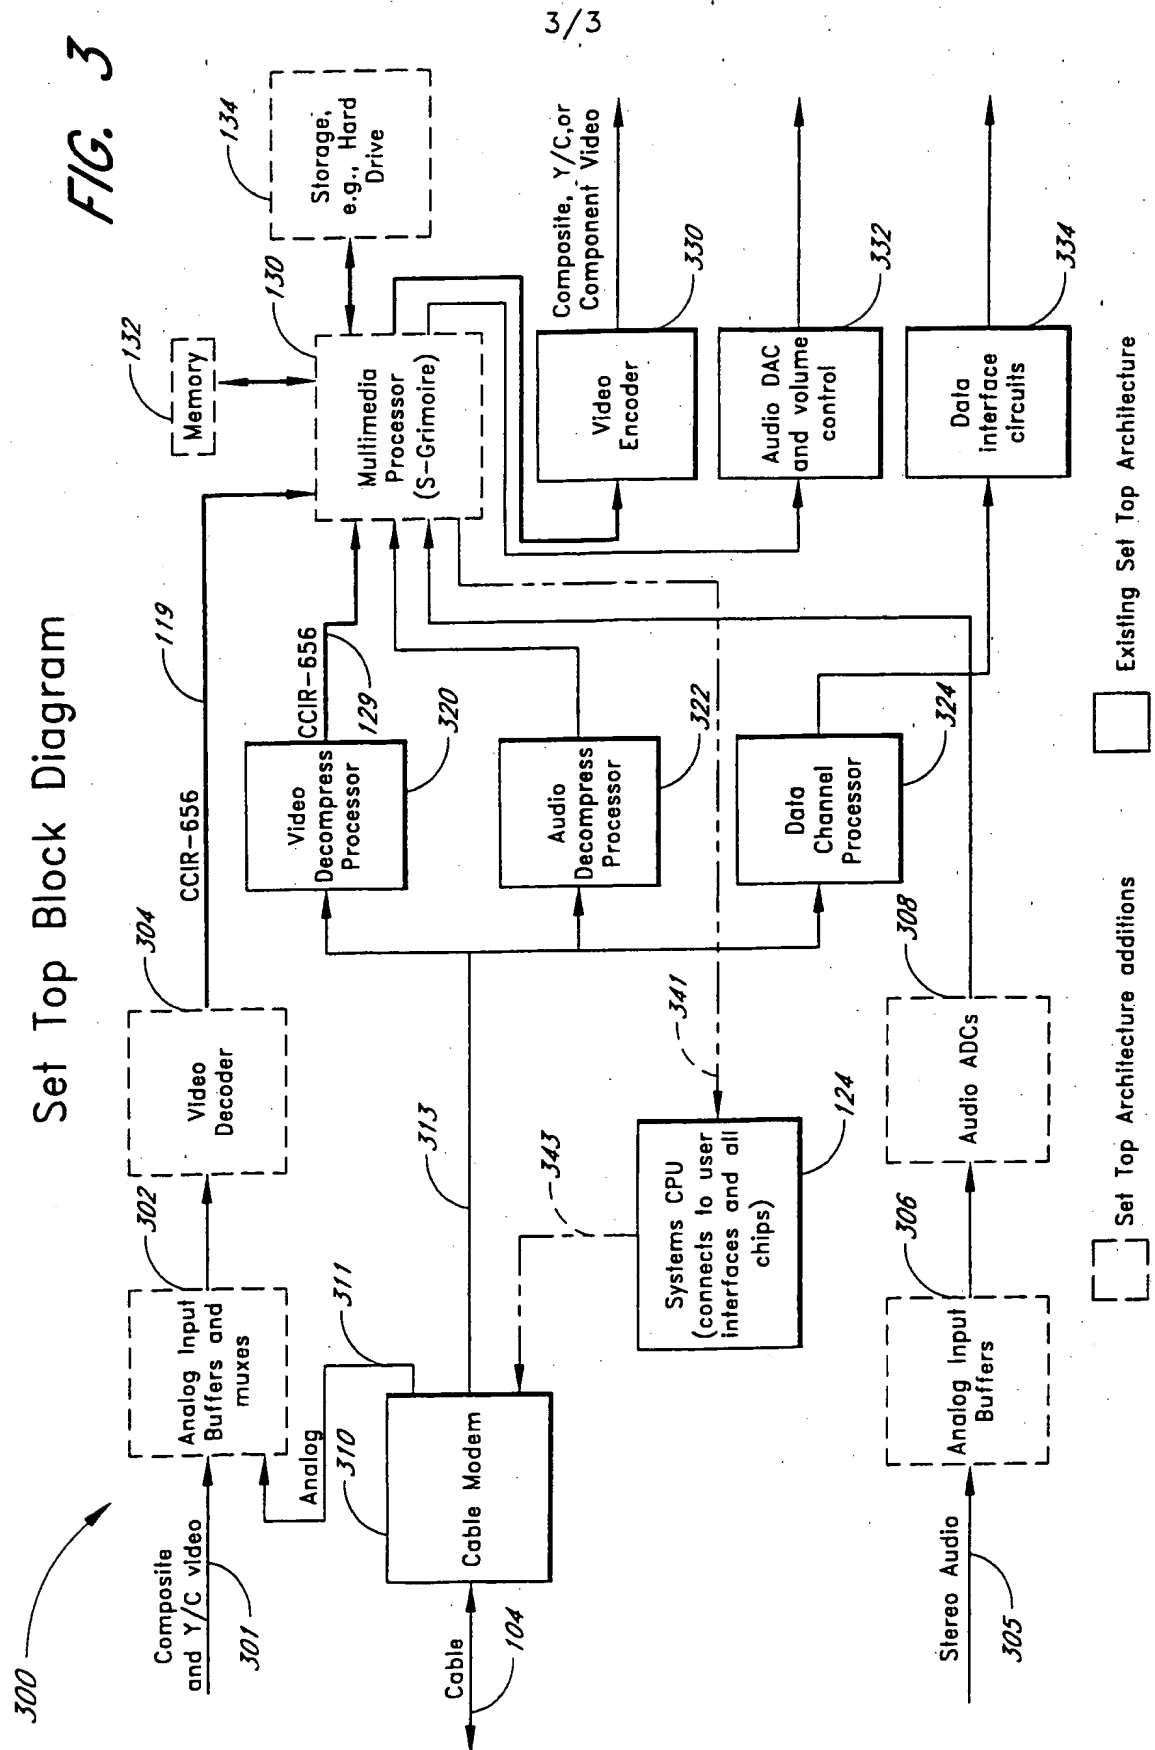 3/3
FIG. 3
Set Top Block Diagram
300
Composite
and Y/C video
301
Analog Input
Buffers and
muxes
302
Video
Decoder
304
CCIR-656
119
Memory
132
Multimedia
Processor
(S-Grimoire)
130
Storage,
e.g., Hard
Drive
134
Analog
311
310
Cable
104
Cable Modem
313
343
Video
Decompress
Processor
320
CCIR-656
129
Audio
Decompress
Processor
322
Data
Channel
Processor
324
Systems CPU
(connects to user
interfaces and all
chips)
124
341
Video
Encoder
330
Composite, Y/C,or
Component Video
Audio DAC
and volume
control
332
Data
interface
circuits
334
Stereo Audio
305
Analog Input
Buffers
306
Audio ADCs
308
Set Top Architecture additions
Existing Set Top Architecture